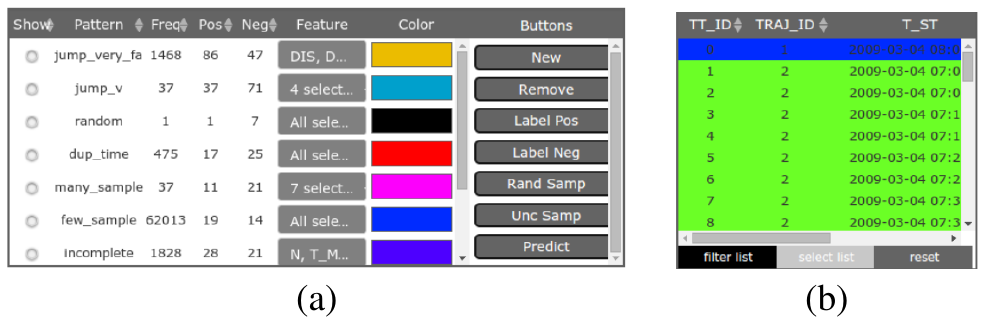 Show Pattern Freq Pos Neg Feature Color Buttons
jump_very_fa 1468 86 47 DIS, D... New
jump_v 37 37 71 4 select... Remove
random 1 1 7 All sele... Label Pos
dup_time 475 17 25 All sele... Label Neg
many_sample 37 11 21 7 select... Rand Samp
few_sample 62013 19 14 All sele... Unc Samp
incomplete 1828 28 21 N, T_M... Predict
(a)
TT_ID TRAJ_ID T_ST
0 1 2009-03-04 08:0
1 2 2009-03-04 07:0
2 2 2009-03-04 07:0
3 2 2009-03-04 07:1
4 2 2009-03-04 07:1
5 2 2009-03-04 07:2
6 2 2009-03-04 07:2
7 2 2009-03-04 07:3
8 2 2009-03-04 07:3
filter list select list reset
(b)